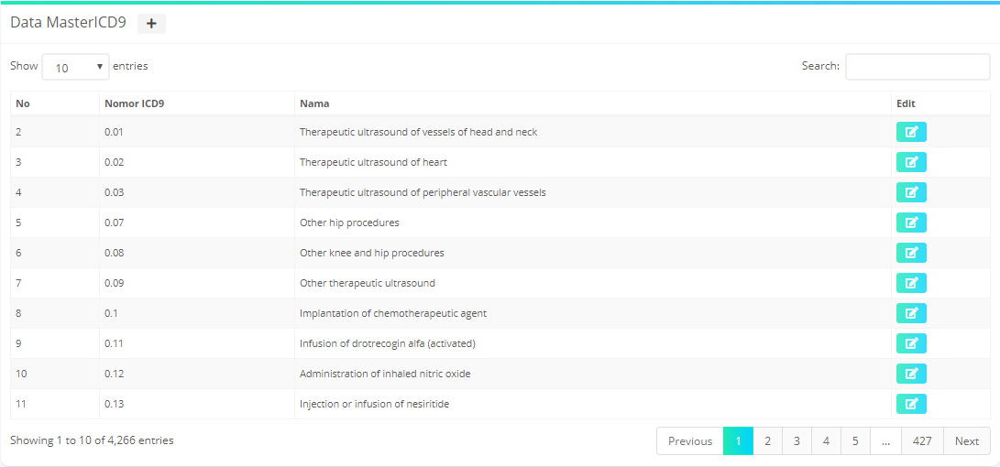 Data MasterICD9 +
Show 10 entries Search:
No Nomor ICD9 Nama Edit
2 0.01 Therapeutic ultrasound of vessels of head and neck
3 0.02 Therapeutic ultrasound of heart
4 0.03 Therapeutic ultrasound of peripheral vascular vessels
5 0.07 Other hip procedures
6 0.08 Other knee and hip procedures
7 0.09 Other therapeutic ultrasound
8 0.1 Implantation of chemotherapeutic agent
9 0.11 Infusion of drotrecogin alfa (activated)
10 0.12 Administration of inhaled nitric oxide
11 0.13 Injection or infusion of nesiritide
Showing 1 to 10 of 4,266 entries Previous 1 2 3 4 5 ... 427 Next